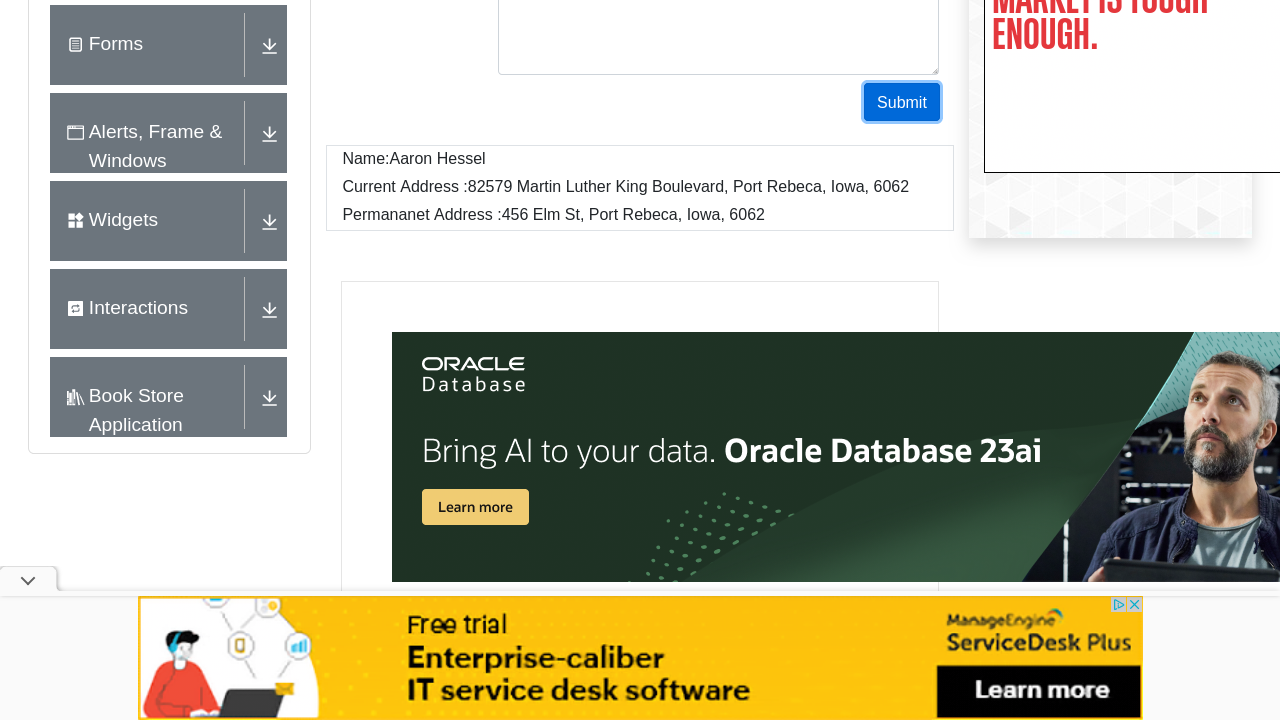 MARKET IS TOUGH
ENOUGH.
Forms
Submit
Alerts, Frame &
Windows
Name:Aaron Hessel
Current Address :82579 Martin Luther King Boulevard, Port Rebeca, Iowa, 6062
Permananet Address :456 Elm St, Port Rebeca, Iowa, 6062
Widgets
Interactions
Book Store
Application
ORACLE
Database
Bring AI to your data. Oracle Database 23ai
Learn more
Free trial
Enterprise-caliber
IT service desk software
ManageEngine
ServiceDesk Plus
Learn more